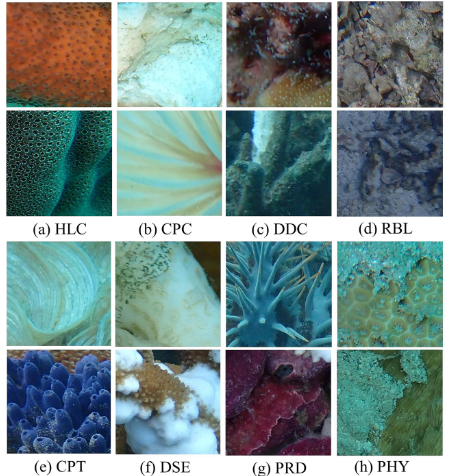 (a) HLC (b) CPC (c) DDC (d) RBL
(e) CPT (f) DSE (g) PRD (h) PHY